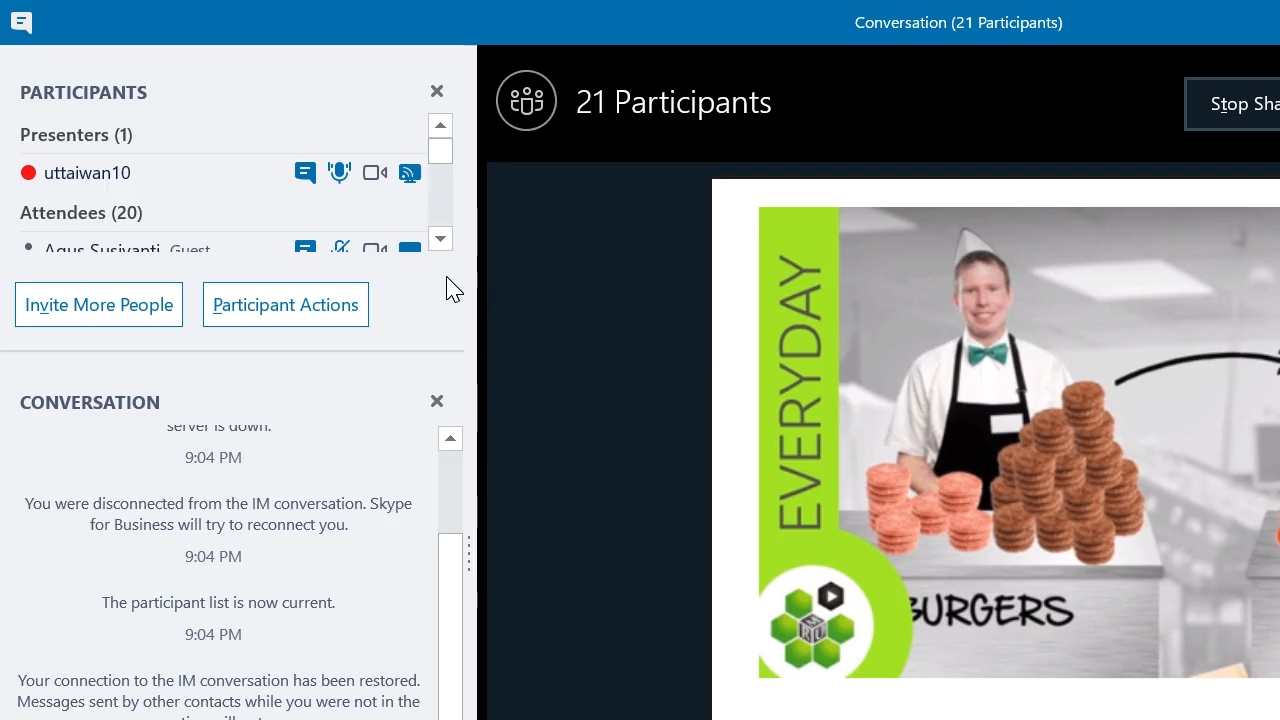 Conversation (21 Participants)
PARTICIPANTS
Presenters (1)
uttaiwan10
Attendees (20)
Agus Susiyanti Guest
Invite More People
Participant Actions
CONVERSATION
server is down.
9:04 PM
You were disconnected from the IM conversation. Skype
for Business will try to reconnect you.
9:04 PM
The participant list is now current.
9:04 PM
Your connection to the IM conversation has been restored.
Messages sent by other contacts while you were not in the
21 Participants
Stop Sha
EVERYDAY
BURGERS